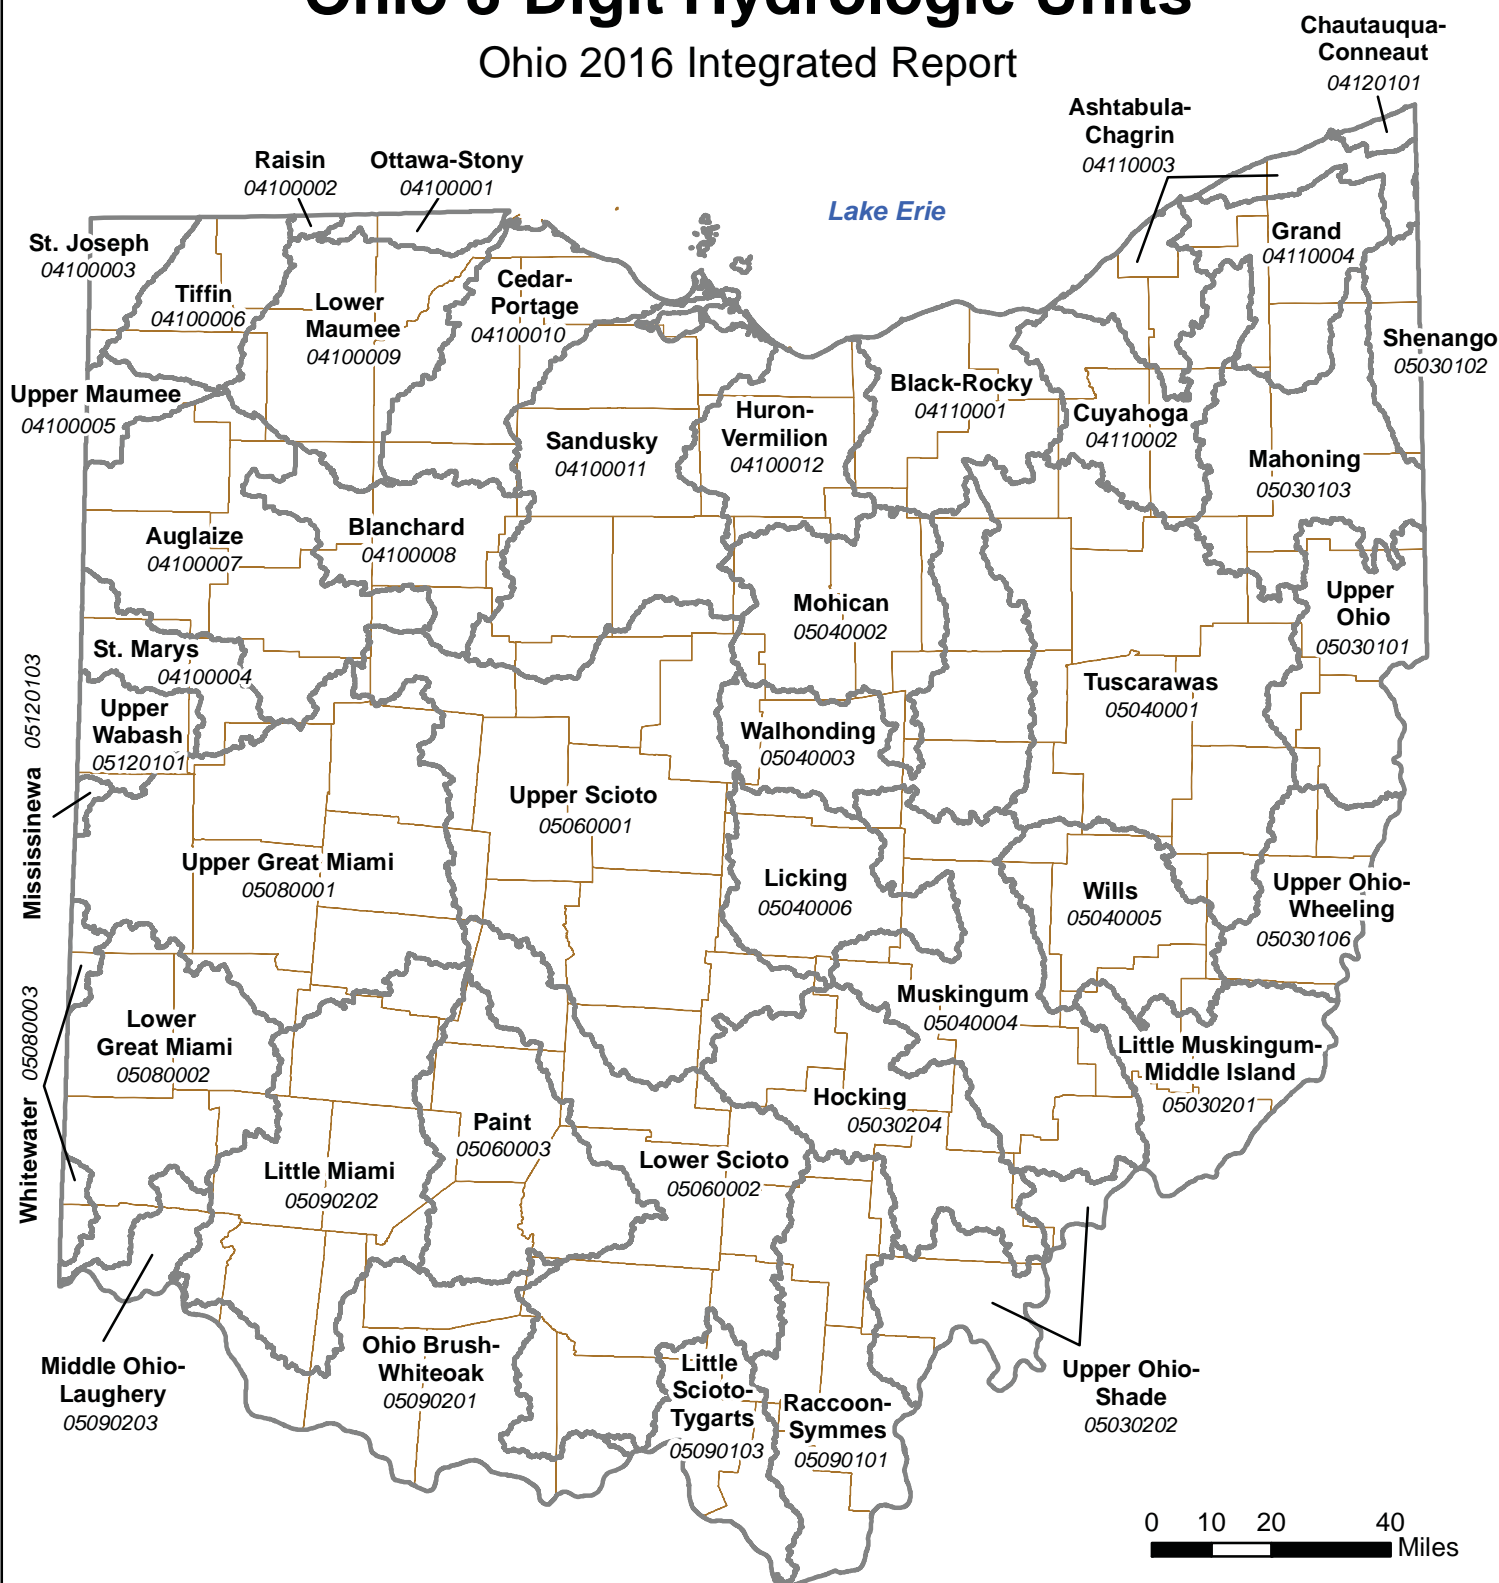 Ohio 8-Digit Hydrologic Units
Ohio 2016 Integrated Report
Chautauqua-
Conneaut
04120101
Ashtabula-
Chagrin
04110003
Raisin
04100002
Ottawa-Stony
04100001
Lake Erie
St. Joseph
04100003
Grand
04110004
Tiffin
04100006
Lower
Maumee
04100009
Cedar-
Portage
04100010
Shenango
05030102
Upper Maumee
04100005
Black-Rocky
04110001
Cuyahoga
04110002
Sandusky
04100011
Huron-
Vermilion
04100012
Mahoning
05030103
Auglaize
04100007
Blanchard
04100008
Mohican
05040002
Upper
Ohio
05030101
St. Marys
04100004
Tuscarawas
05040001
Upper
Wabash
05120101
Mississinewa 05120103
Walhonding
05040003
Upper Scioto
05060001
Upper Great Miami
05080001
Licking
05040006
Wills
05040005
Upper Ohio-
Wheeling
05030106
Muskingum
05040004
Lower
Great Miami
05080002
Whitewater 05080003
Little Muskingum-
Middle Island
05030201
Hocking
05030204
Paint
05060003
Little Miami
05090202
Lower Scioto
05060002
Middle Ohio-
Laughery
05090203
Ohio Brush-
Whiteoak
05090201
Little
Scioto-
Tygarts
05090103
Raccoon-
Symmes
05090101
Upper Ohio-
Shade
05030202
0 10 20 40
Miles